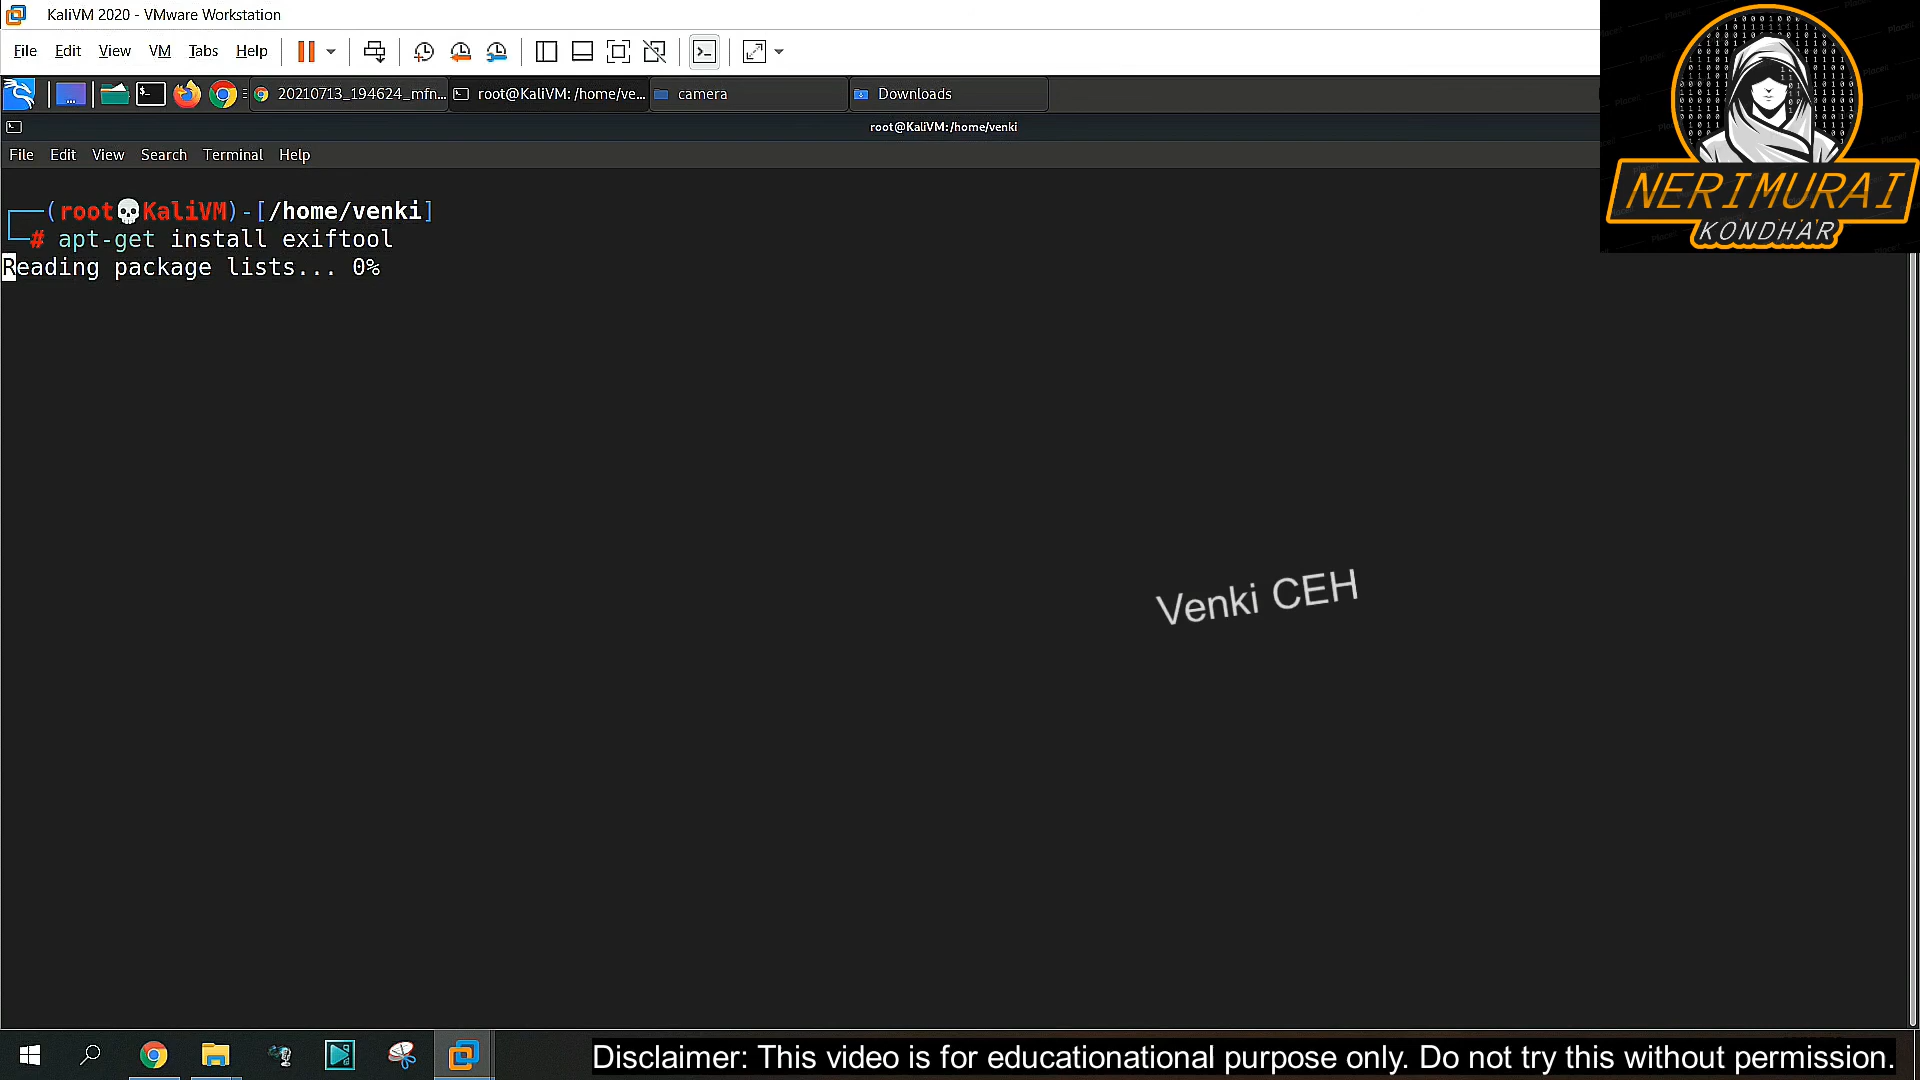 KaliVM 2020 - VMware Workstation
File Edit View VM Tabs Help
20210713_194624_mfn... root@KaliVM: /home/ve... camera Downloads
root@KaliVM:/home/venki
File Edit View Search Terminal Help
(root💀KaliVM)-[/home/venki]
# apt-get install exiftool
Reading package lists... 0%
NERIMURAI
KONDHAR
Venki CEH
Disclaimer: This video is for educationational purpose only. Do not try this without permission.